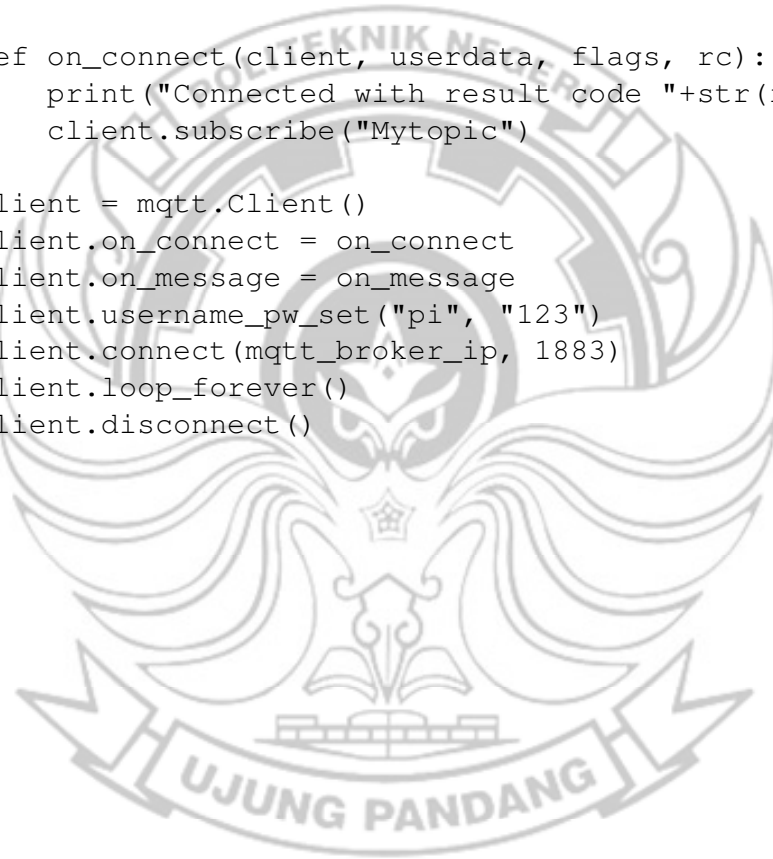 ef on_connect(client, userdata, flags, rc):
print("Connected with result code "+str(
client.subscribe("Mytopic")
lient = mqtt.Client()
lient.on_connect = on_connect
lient.on_message = on_message
lient.username_pw_set("pi", "123")
lient.connect(mqtt_broker_ip, 1883)
lient.loop_forever()
lient.disconnect()
POLITEKNIK NEGERI
UJUNG PANDANG